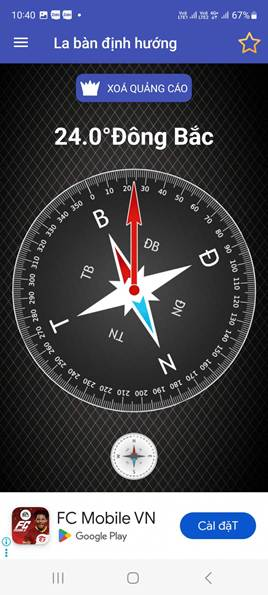 10:40
67%
La bàn định hướng
XOÁ QUẢNG CÁO
24.0°Đông Bắc
0 10 20 30 40 50 60 70 80 90 100 110 120 130 140 150 160 170 180 190 200 210 220 230 240 250 260 270 280 290 300 310 320 330 340 350
B
ĐB
Đ
ĐN
N
TN
T
TB
FC Mobile VN
Google Play
Cài đặT